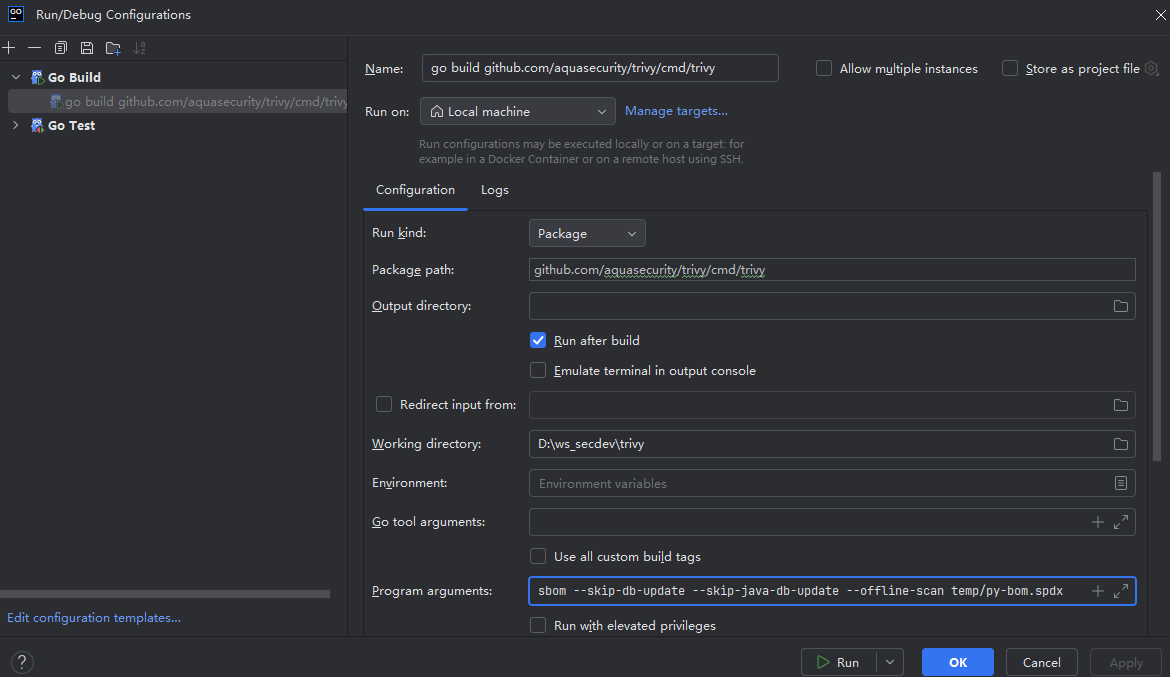 GO
Run/Debug Configurations
Go Build
go build github.com/aquasecurity/trivy/cmd/trivy
Go Test
Edit configuration templates...
Name:
go build github.com/aquasecurity/trivy/cmd/trivy
Allow multiple instances
Store as project file
Run on:
Local machine
Manage targets...
Run configurations may be executed locally or on a target: for
example in a Docker Container or on a remote host using SSH.
Configuration
Logs
Run kind:
Package
Package path:
github.com/aquasecurity/trivy/cmd/trivy
Output directory:
Run after build
Emulate terminal in output console
Redirect input from:
Working directory:
D:\ws_secdev\trivy
Environment:
Environment variables
Go tool arguments:
Use all custom build tags
Program arguments:
sbom --skip-db-update --skip-java-db-update --offline-scan temp/py-bom.spdx
Run with elevated privileges
?
Run
OK
Cancel
Apply